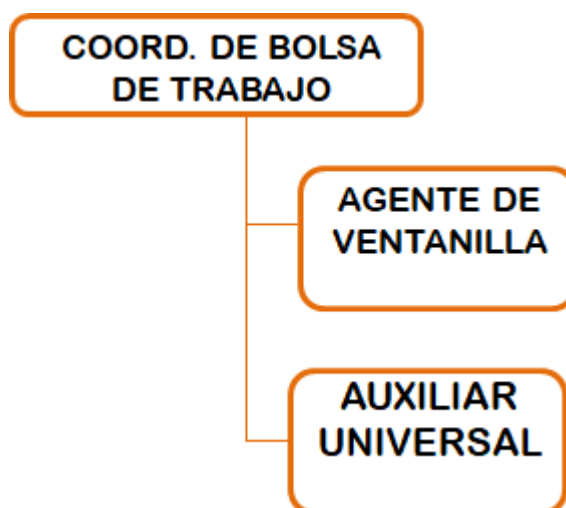 COORD. DE BOLSA
DE TRABAJO
AGENTE DE
VENTANILLA
AUXILIAR
UNIVERSAL